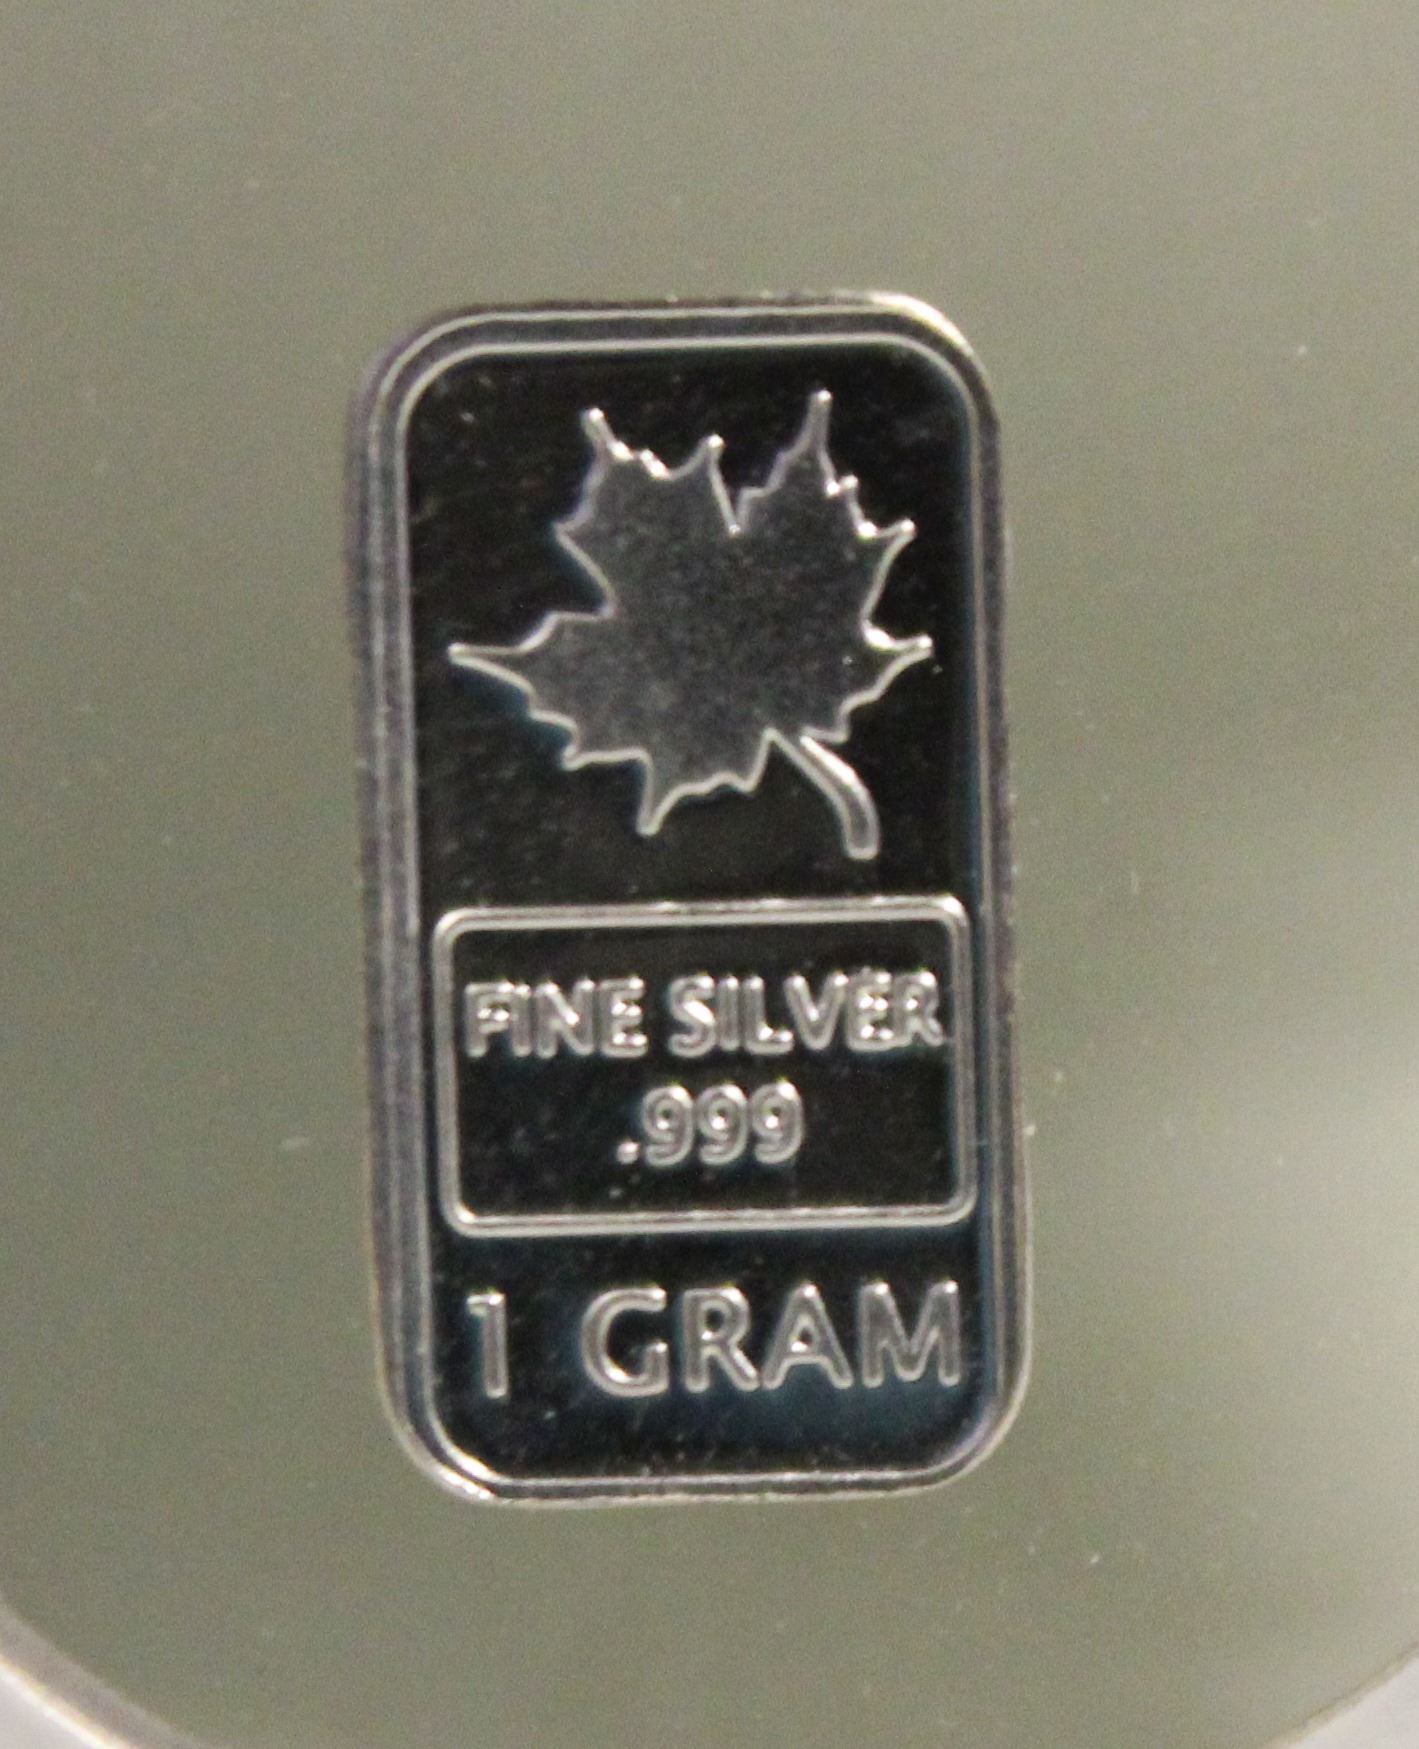 FINE SILVER
.999
1 GRAM